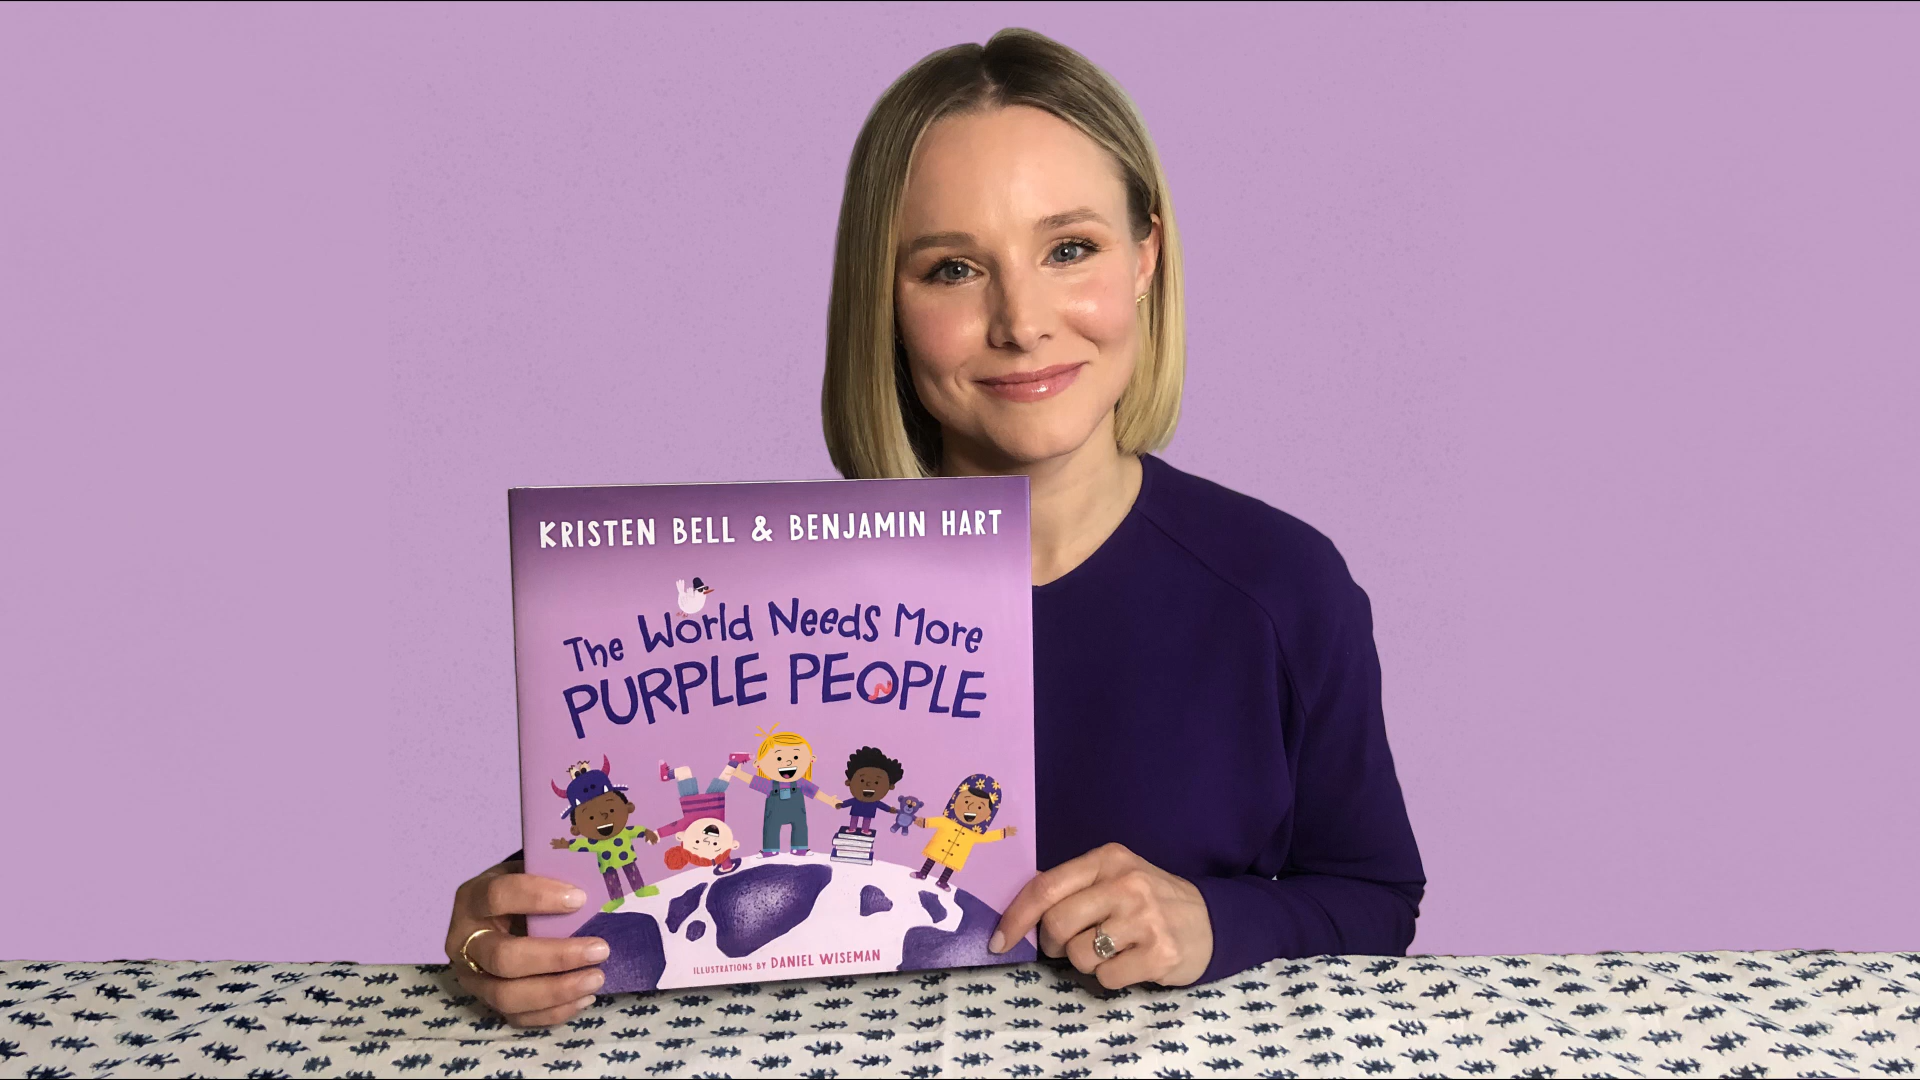 KRISTEN BELL & BENJAMIN HART
The World Needs More
PURPLE PEOPLE
ILLUSTRATIONS BY DANIEL WISEMAN